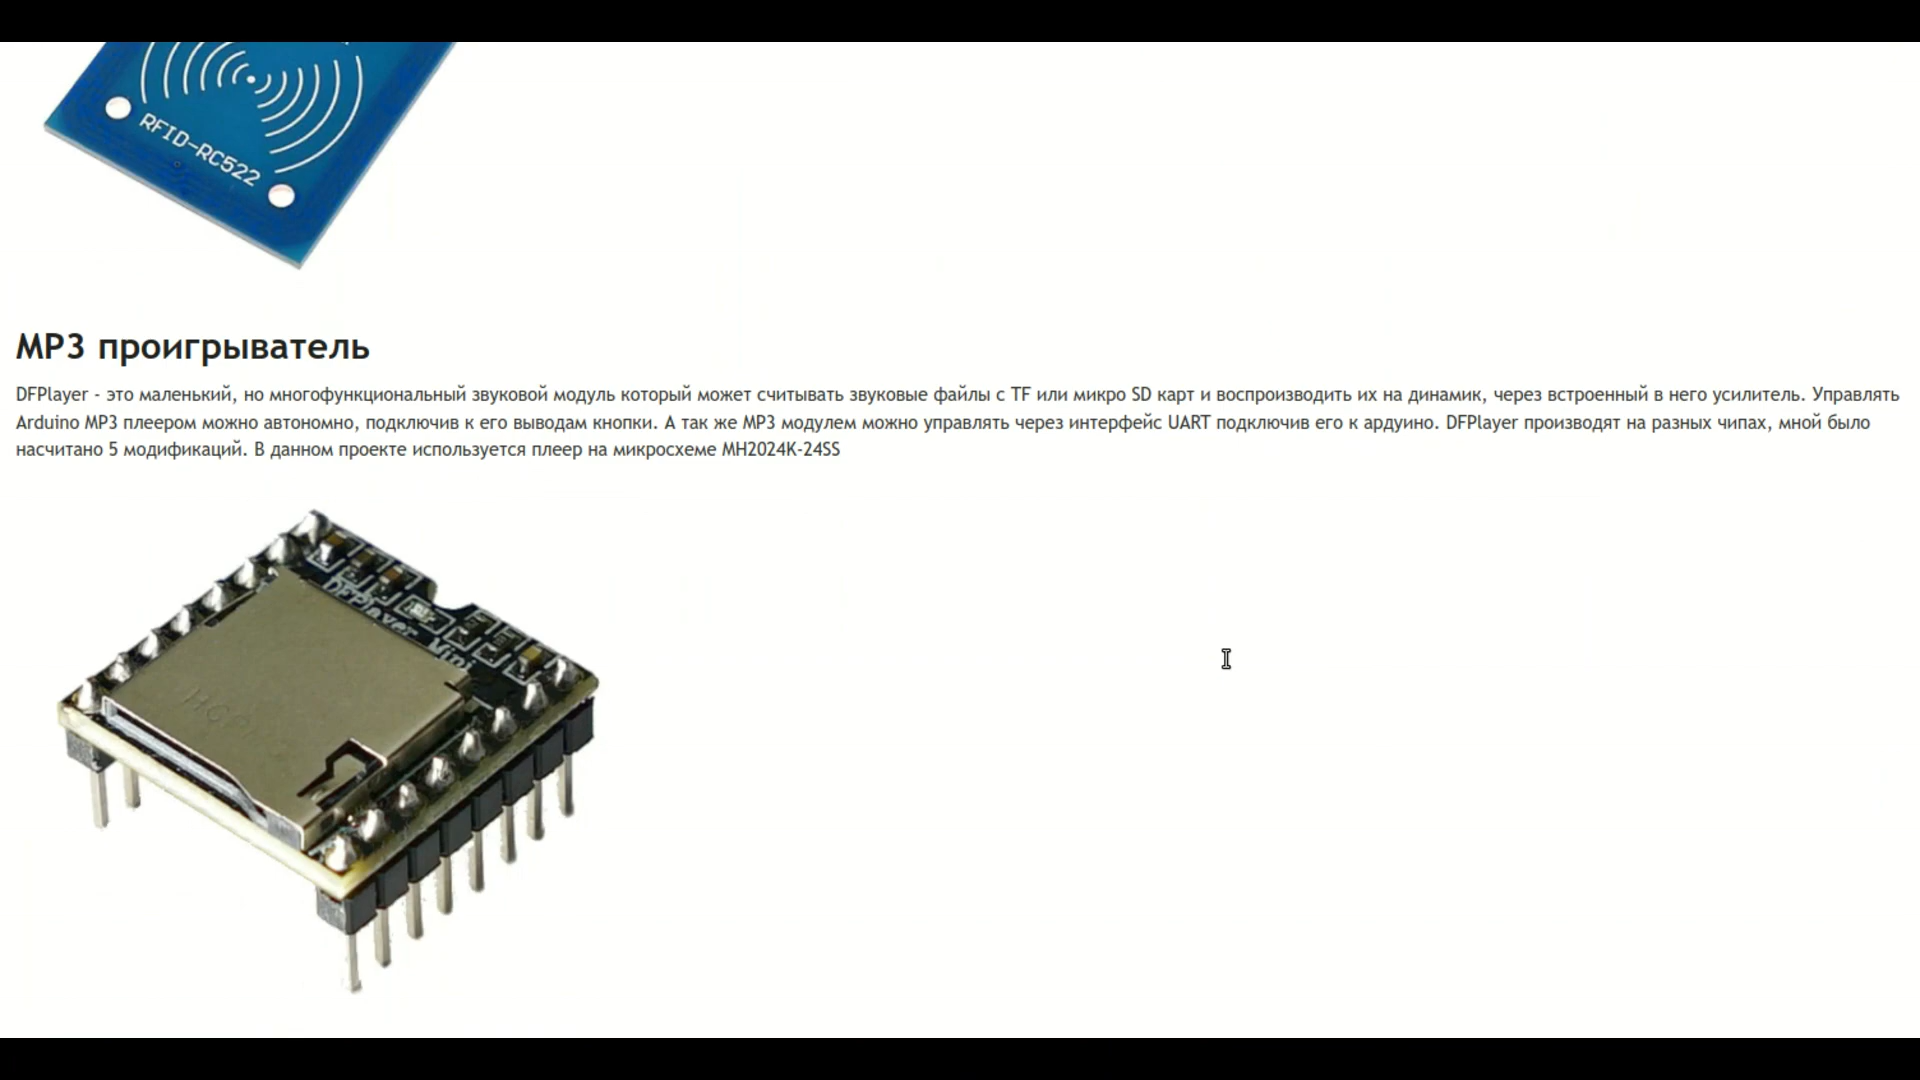 RFID-RC522
MP3 проигрыватель
DFPlayer - это маленький, но многофункциональный звуковой модуль который может считывать звуковые файлы с TF или микро SD карт и воспроизводить их на динамик, через встроенный в него усилитель. Управлять
Arduino MP3 плеером можно автономно, подключив к его выводам кнопки. А так же MP3 модулем можно управлять через интерфейс UART подключив его к ардуино. DFPlayer производят на разных чипах, мной было
насчитано 5 модификаций. В данном проекте используется плеер на микросхеме MH2024K-24SS
DFPlayer Mini